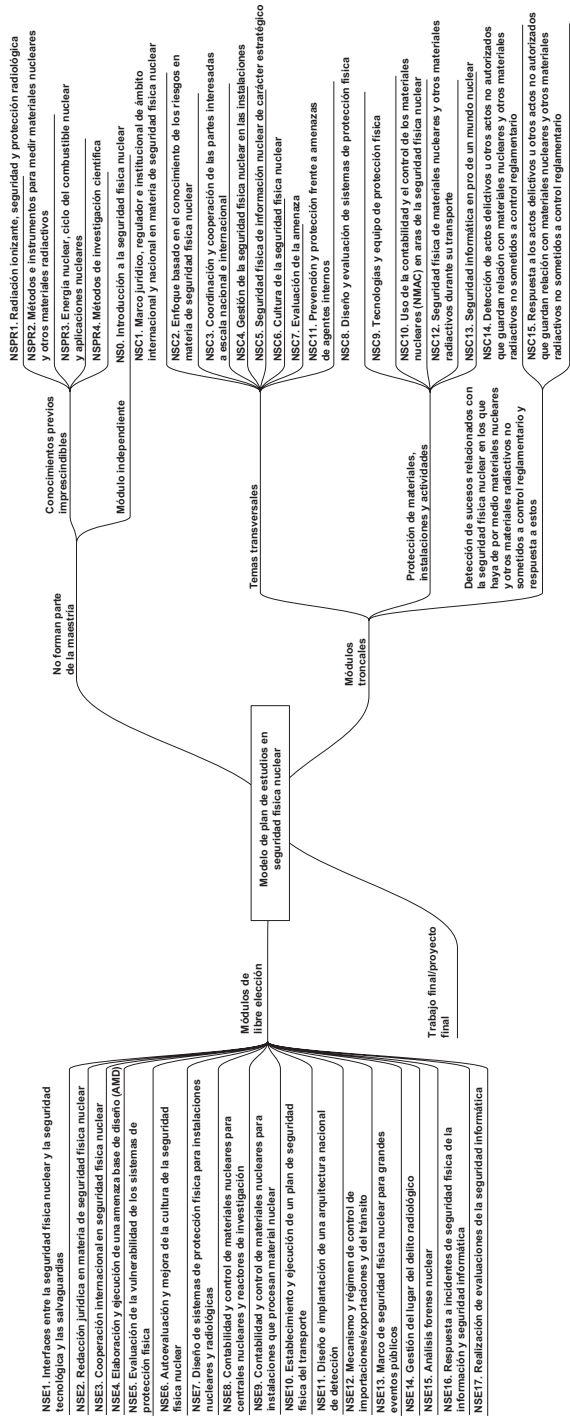 NSE1. Interfaces entre la seguridad física nuclear y la seguridad
tecnológica y las salvaguardias
NSE2. Redacción jurídica en materia de seguridad física nuclear
NSE3. Cooperación internacional en seguridad física nuclear
NSE4. Elaboración y ejecución de una amenaza base de diseño (AMD)
NSE5. Evaluación de la vulnerabilidad de los sistemas de
protección física
NSE6. Autoevaluación y mejora de la cultura de la seguridad
física nuclear
NSE7. Diseño de sistemas de protección física para instalaciones
nucleares y radiológicas
NSE8. Contabilidad y control de materiales nucleares para
centrales nucleares y reactores de investigación
NSE9. Contabilidad y control de materiales nucleares para
instalaciones que procesan material nuclear
NSE10. Establecimiento y ejecución de un plan de seguridad
física del transporte
NSE11. Diseño e implantación de una arquitectura nacional
de detección
NSE12. Mecanismo y régimen de control de
importaciones/exportaciones y del tránsito
NSE13. Marco de seguridad física nuclear para grandes
eventos públicos
NSE14. Gestión del lugar del delito radiológico
NSE15. Análisis forense nuclear
NSE16. Respuesta a incidentes de seguridad física de la
información y seguridad informática
NSE17. Realización de evaluaciones de la seguridad informática
Módulos de
libre elección
Trabajo final/proyecto
final
Modelo de plan de estudios en
seguridad física nuclear
No forman parte
de la maestría
Conocimientos previos
imprescindibles
NSPR1. Radiación ionizante, seguridad y protección radiológica
NSPR2. Métodos e instrumentos para medir materiales nucleares
y otros materiales radiactivos
NSPR3. Energía nuclear, ciclo del combustible nuclear
y aplicaciones nucleares
NSPR4. Métodos de investigación científica
Módulo independiente
NS0. Introducción a la seguridad física nuclear
Módulos
troncales
Temas transversales
NSC1. Marco jurídico, regulador e institucional de ámbito
internacional y nacional en materia de seguridad física nuclear
NSC2. Enfoque basado en el conocimiento de los riesgos en
materia de seguridad física nuclear
NSC3. Coordinación y cooperación de las partes interesadas
a escala nacional e internacional
NSC4. Gestión de la seguridad física nuclear en las instalaciones
NSC5. Seguridad física de información nuclear de carácter estratégico
NSC6. Cultura de la seguridad física nuclear
NSC7. Evaluación de la amenaza
NSC11. Prevención y protección frente a amenazas
de agentes internos
Protección de materiales,
instalaciones y actividades
NSC8. Diseño y evaluación de sistemas de protección física
NSC9. Tecnologías y equipo de protección física
NSC10. Uso de la contabilidad y el control de los materiales
nucleares (NMAC) en aras de la seguridad física nuclear
NSC12. Seguridad física de materiales nucleares y otros materiales
radiactivos durante su transporte
NSC13. Seguridad informática en pro de un mundo nuclear
Detección de sucesos relacionados con
la seguridad física nuclear en los que
haya de por medio materiales nucleares
y otros materiales radiactivos no
sometidos a control reglamentario y
respuesta a estos
NSC14. Detección de actos delictivos u otros actos no autorizados
que guardan relación con materiales nucleares y otros materiales
radiactivos no sometidos a control reglamentario
NSC15. Respuesta a los actos delictivos u otros actos no autorizados
que guardan relación con materiales nucleares y otros materiales
radiactivos no sometidos a control reglamentario